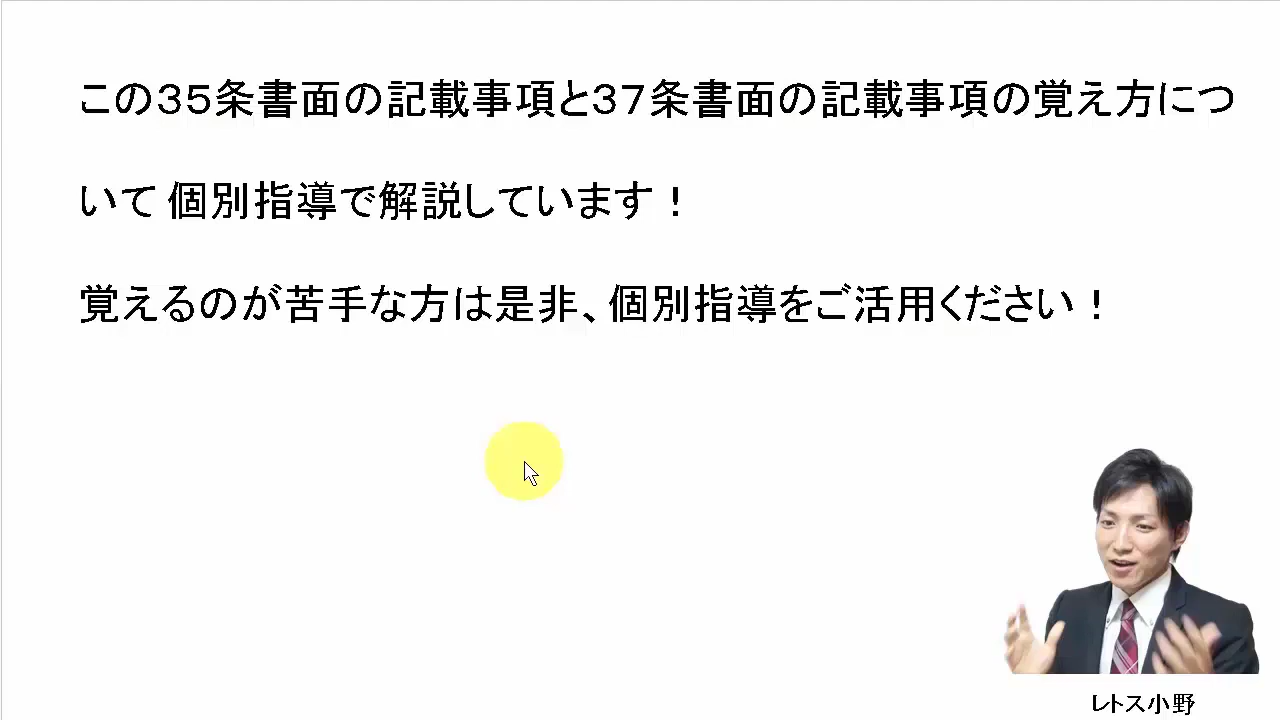 この３５条書面の記載事項と３７条書面の記載事項の覚え方につ
いて 個別指導で解説しています！
覚えるのが苦手な方は是非、個別指導をご活用ください！
レトス小野